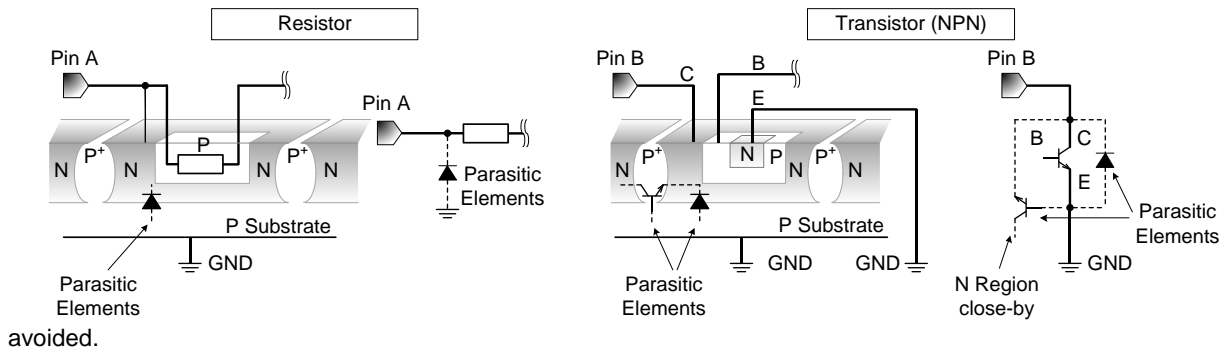 Resistor
Transistor (NPN)
Pin A
Pin B
B
Pin B
C
E
Pin A
P
N
P+
N
N
P+
N
Parasitic
Elements
P Substrate
GND
Parasitic
Elements
N
P+
N
P
N
P+
N
P Substrate
GND
GND
Parasitic
Elements
B
C
E
Parasitic
Elements
GND
N Region
close-by
avoided.